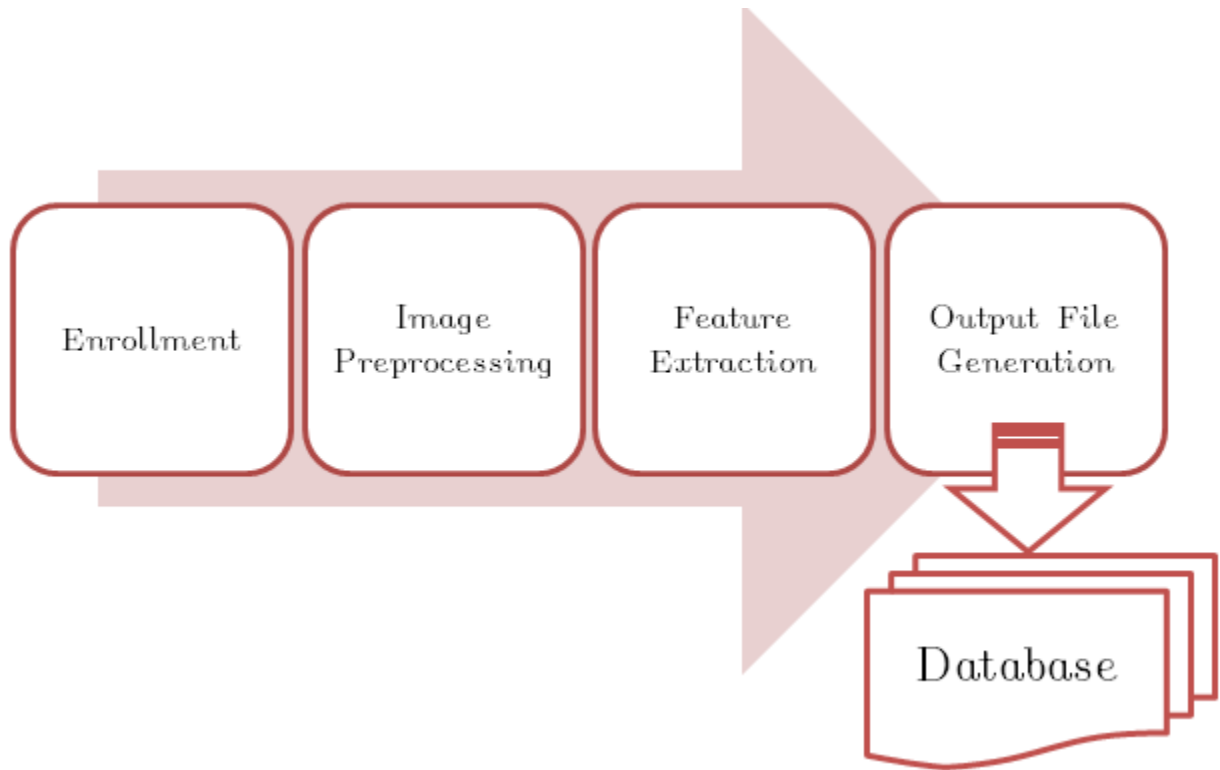 Enrollment
Image
Preprocessing
Feature
Extraction
Output File
Generation
Database